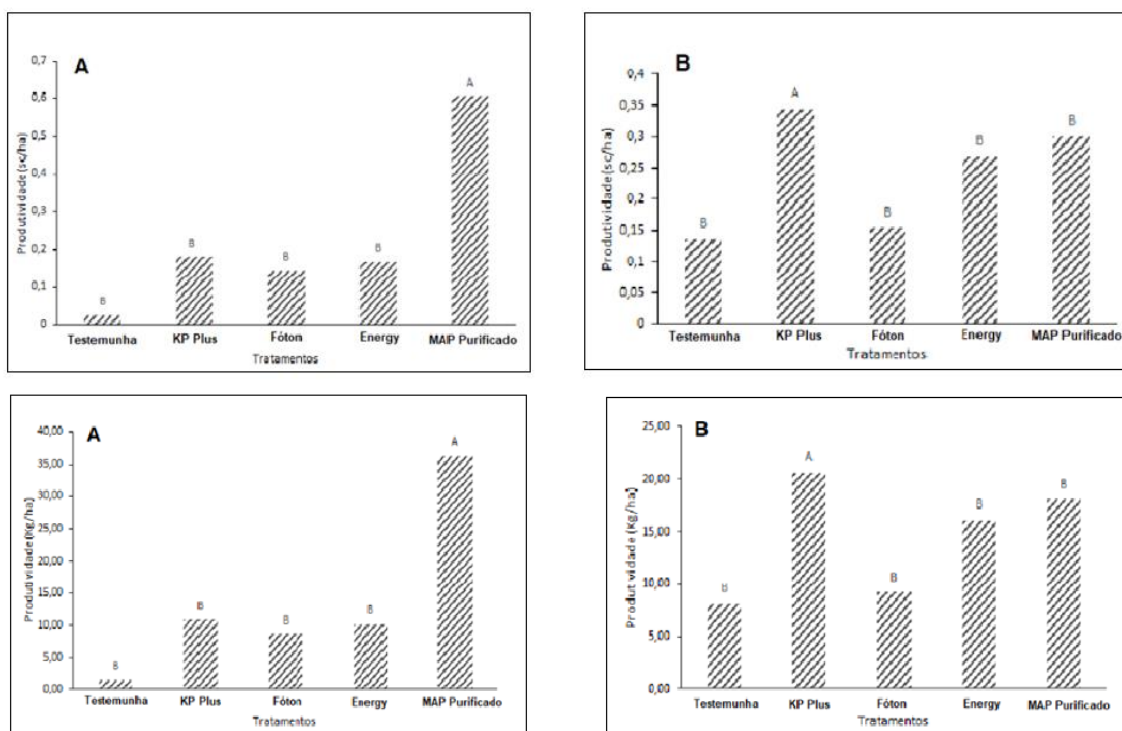 A
Produtividade (sc/ha)
0,7
0,6
0,5
0,4
0,3
0,2
0,1
0
B
B
B
B
A
Testemunha
KP Plus
Fóton
Energy
MAP Purificado
Tratamentos
B
Produtividade (sc/ha)
0,4
0,35
0,3
0,25
0,2
0,15
0,1
0,05
0
B
A
B
B
B
Testemunha
KP Plus
Fóton
Energy
MAP Purificado
Tratamentos
A
Produtividade (Kg/ha)
40,00
35,00
30,00
25,00
20,00
15,00
10,00
5,00
0,00
B
B
B
B
A
Testemunha
KP Plus
Fóton
Energy
MAP Purificado
Tratamentos
B
Produtividade (Kg/ha)
25,00
20,00
15,00
10,00
5,00
0,00
B
A
B
B
B
Testemunha
KP Plus
Fóton
Energy
MAP Purificado
Tratamentos